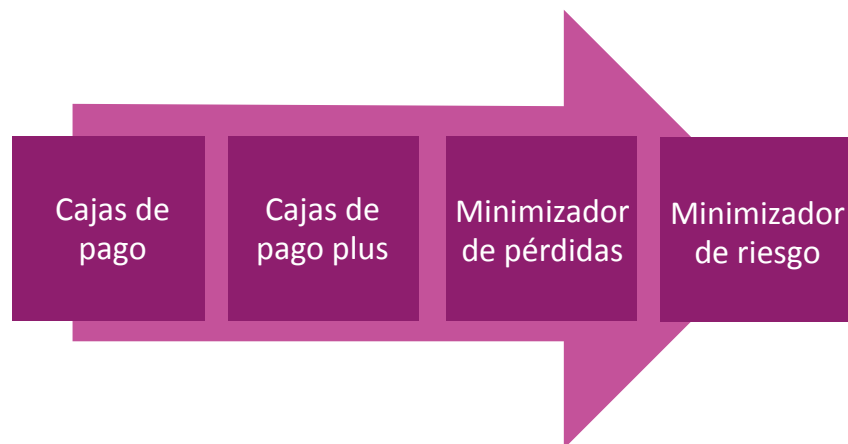 Cajas de
pago
Cajas de
pago plus
Minimizador
de pérdidas
Minimizador
de riesgo